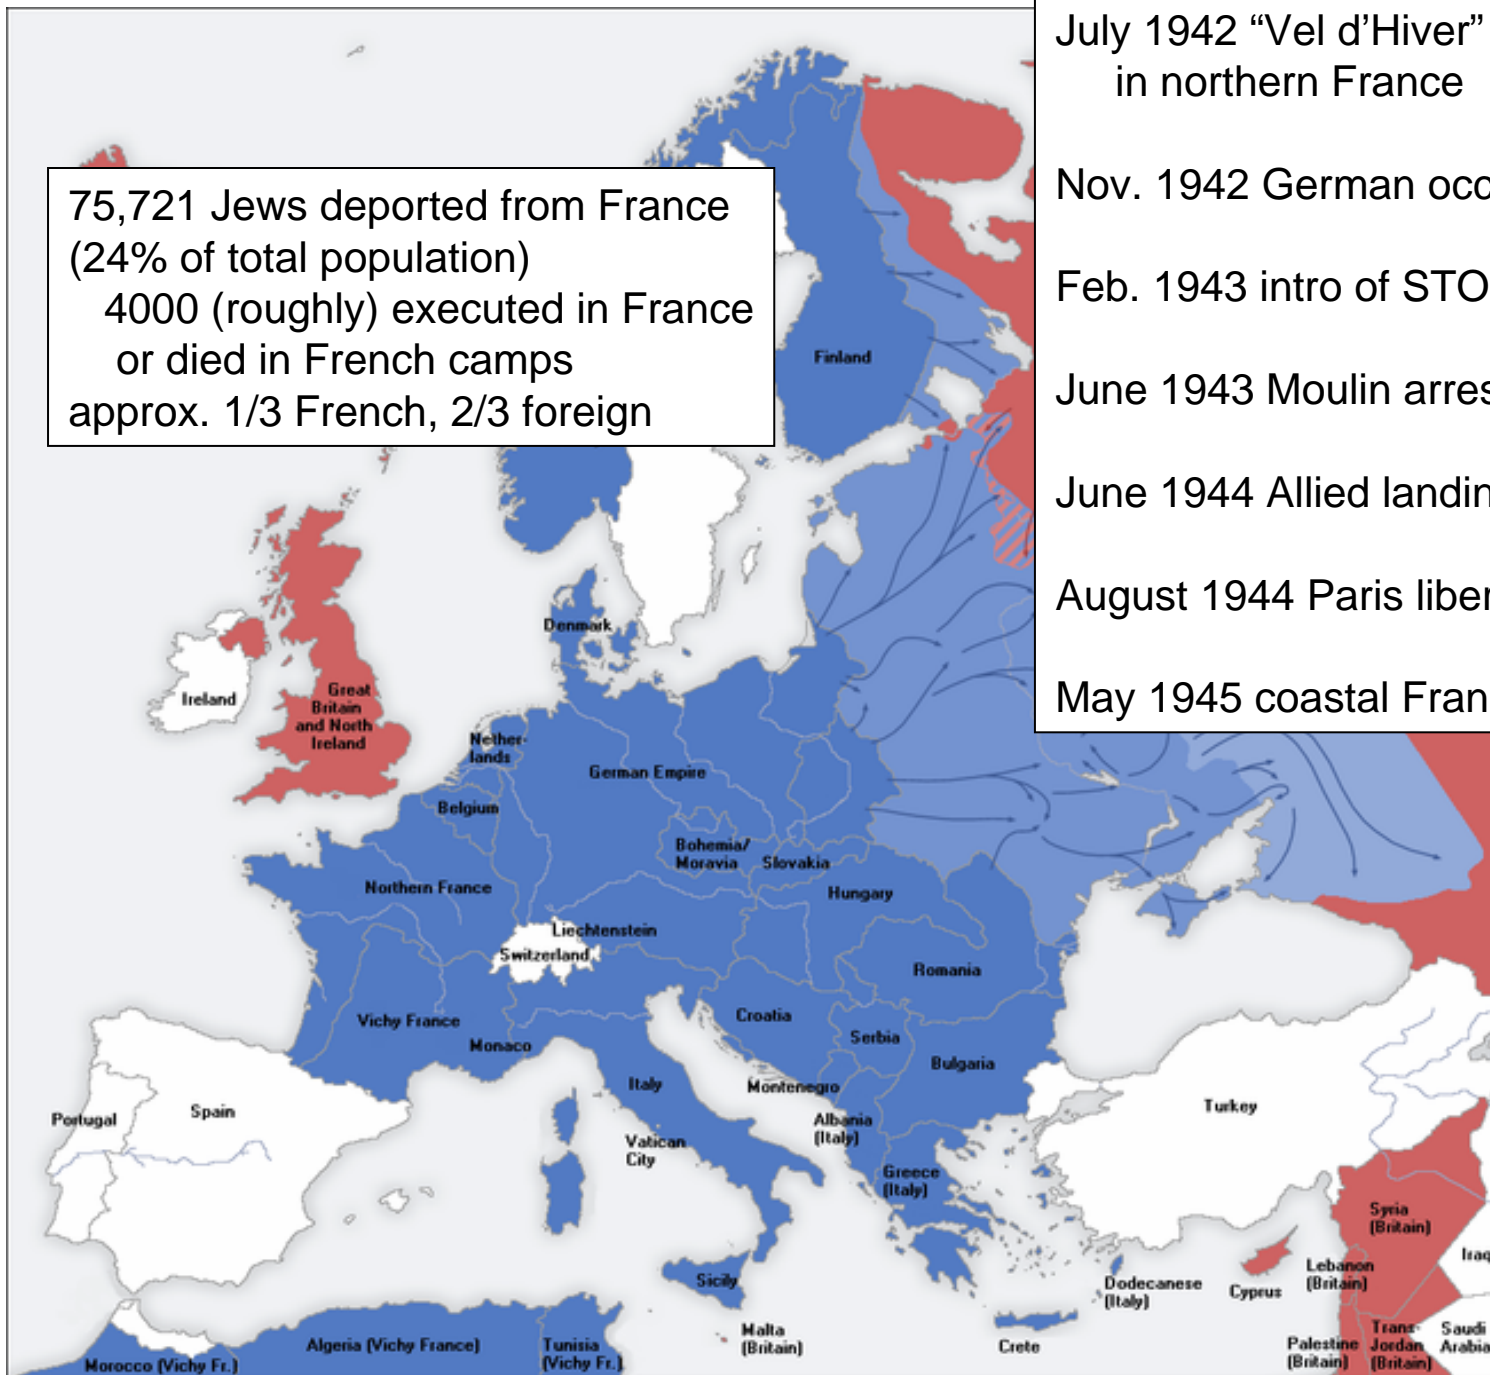 July 1942 “Vel d’Hiver”
in northern France
Nov. 1942 German occ
Feb. 1943 intro of STO
June 1943 Moulin arres
June 1944 Allied landin
August 1944 Paris liber
May 1945 coastal Fran
75,721 Jews deported from France
(24% of total population)
4000 (roughly) executed in France
or died in French camps
approx. 1/3 French, 2/3 foreign
Finland
Denmark
Ireland
Great
Britain
and North
Ireland
Nether-
lands
German Empire
Belgium
Bohemia/
Moravia
Slovakia
Northern France
Hungary
Liechtenstein
Switzerland
Romania
Vichy France
Croatia
Serbia
Monaco
Bulgaria
Italy
Montenegro
Portugal
Spain
Albania
(Italy)
Turkey
Vatican
City
Greece
(Italy)
Syria
(Britain)
Iraq
Sicily
Dodecanese
(Italy)
Cyprus
Lebanon
(Britain)
Malta
(Britain)
Crete
Palestine
(Britain)
Trans-
Jordan
(Britain)
Saudi
Arabia
Algeria (Vichy France)
Tunisia
(Vichy Fr.)
Morocco (Vichy Fr.)